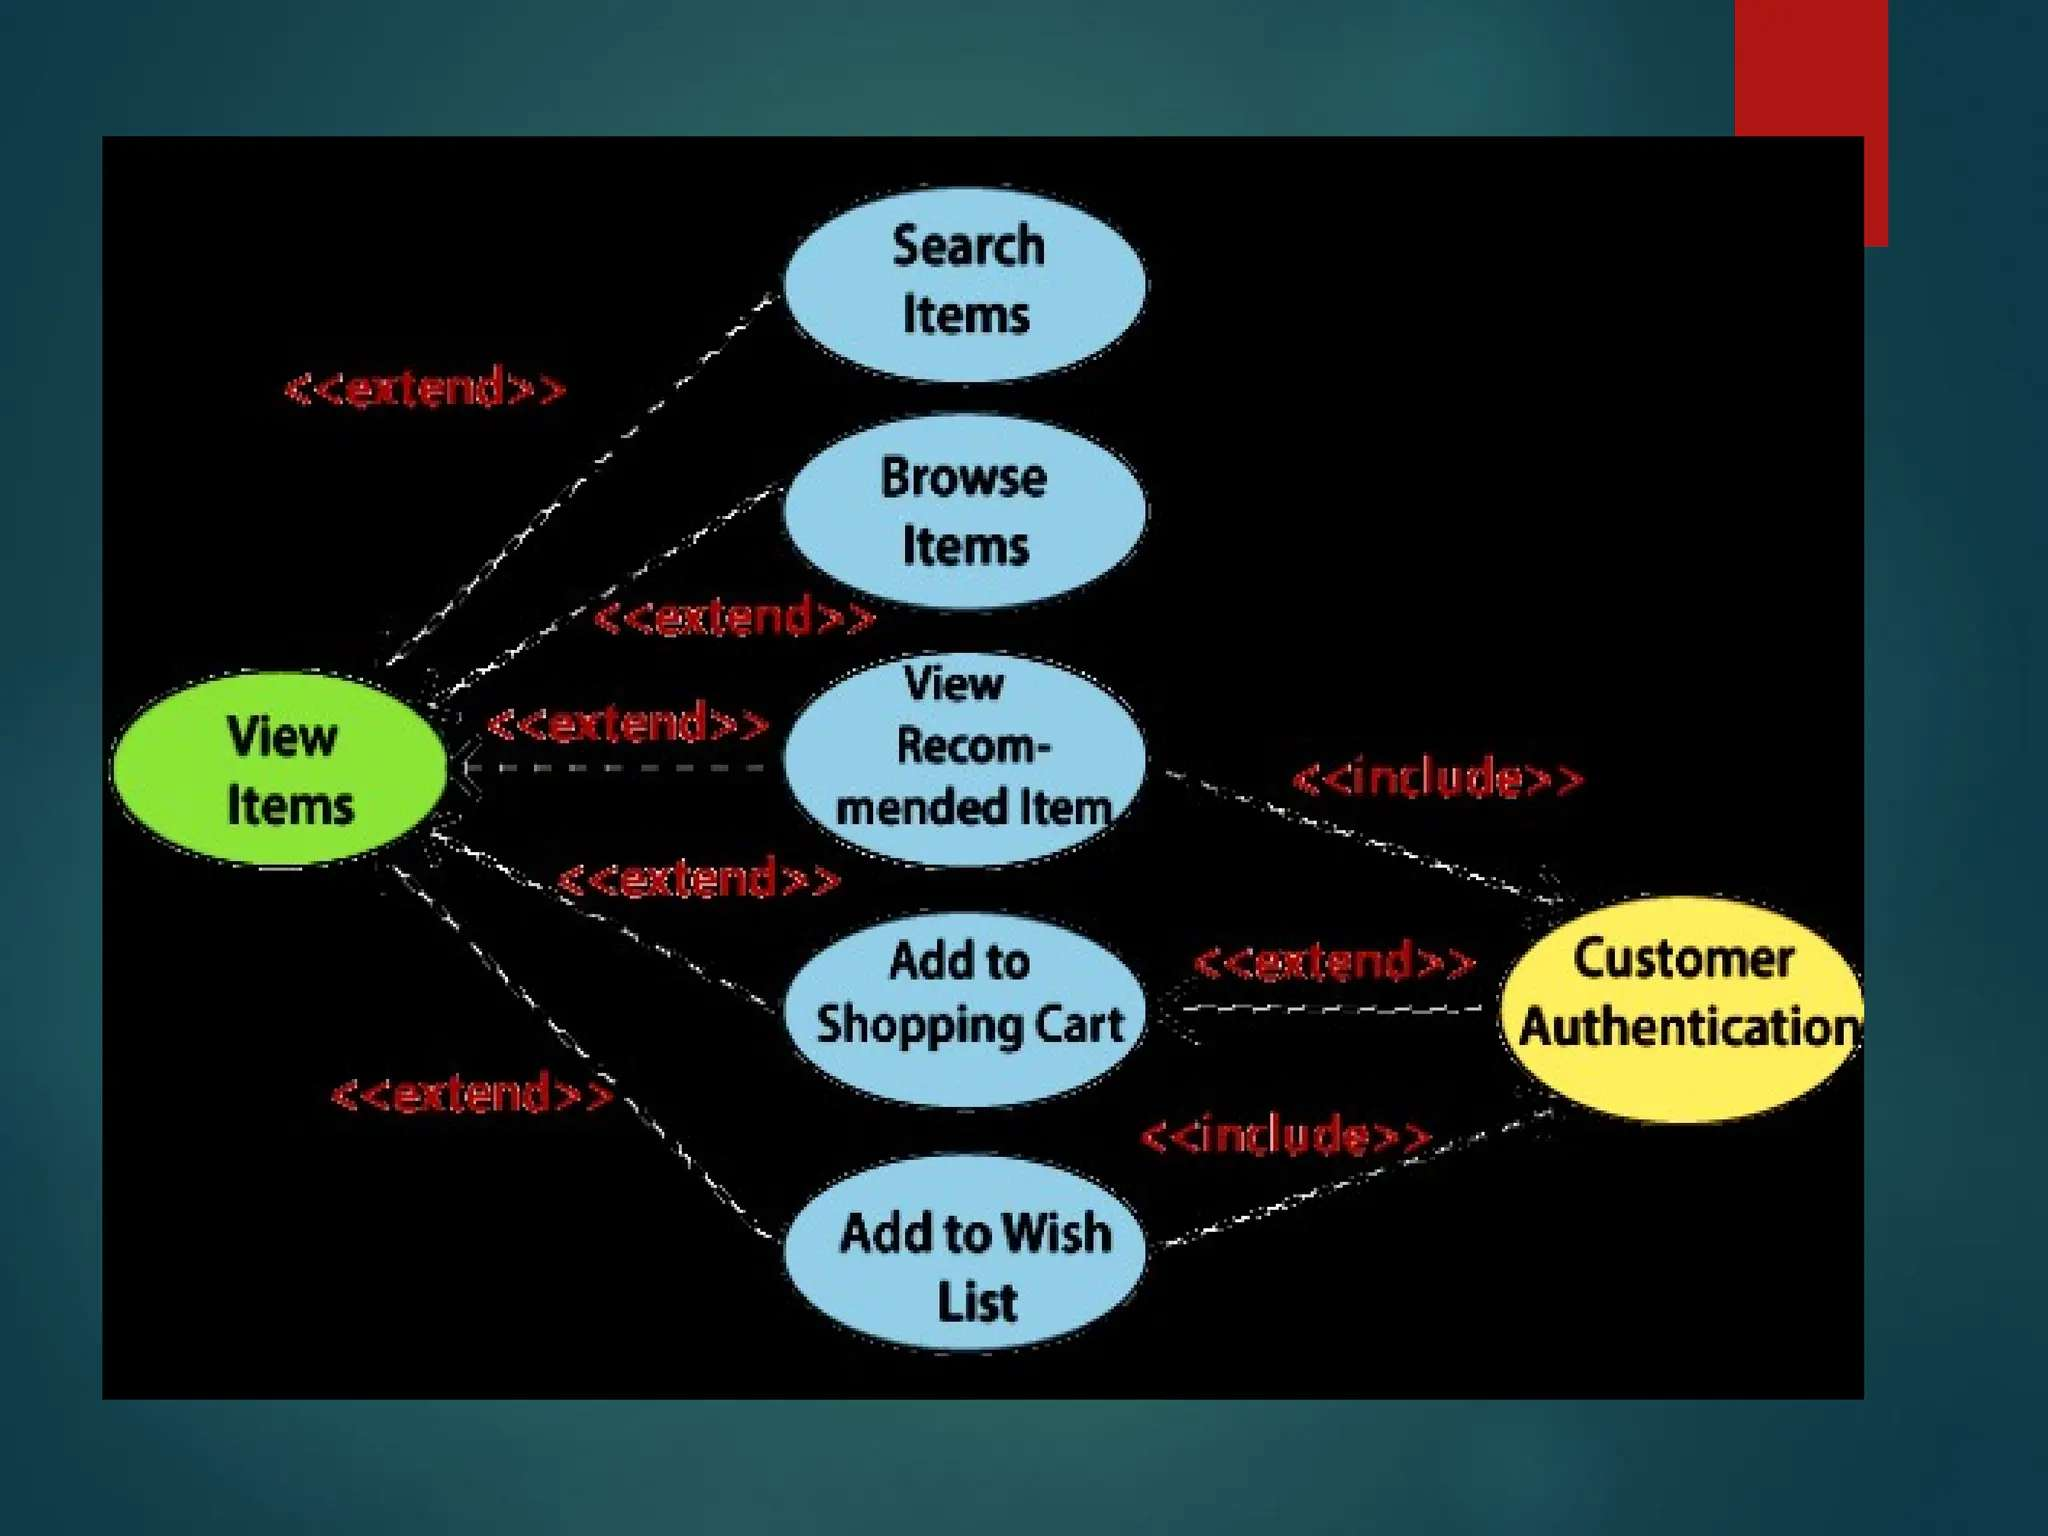 Search
Items
<<extend>>
Browse
Items
<<extend>>
View
Recom-
mended Item
<<extend>>
View
Items
<<include>>
<<extend>>
Add to
Shopping Cart
<<extend>>
Customer
Authentication
<<extend>>
<<include>>
Add to Wish
List